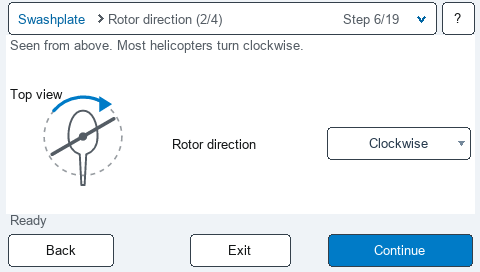 Swashplate > Rotor direction (2/4) Step 6/19 ?
Seen from above. Most helicopters turn clockwise.
Top view
Rotor direction Clockwise
Ready
Back Exit Continue